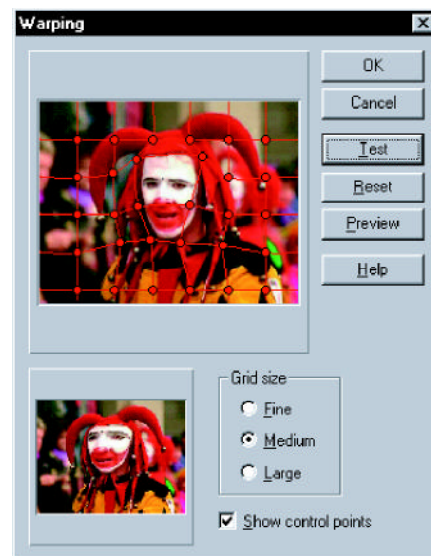 Warping
OK
Cancel
Test
Reset
Preview
Help
Grid size
Fine
Medium
Large
Show control points